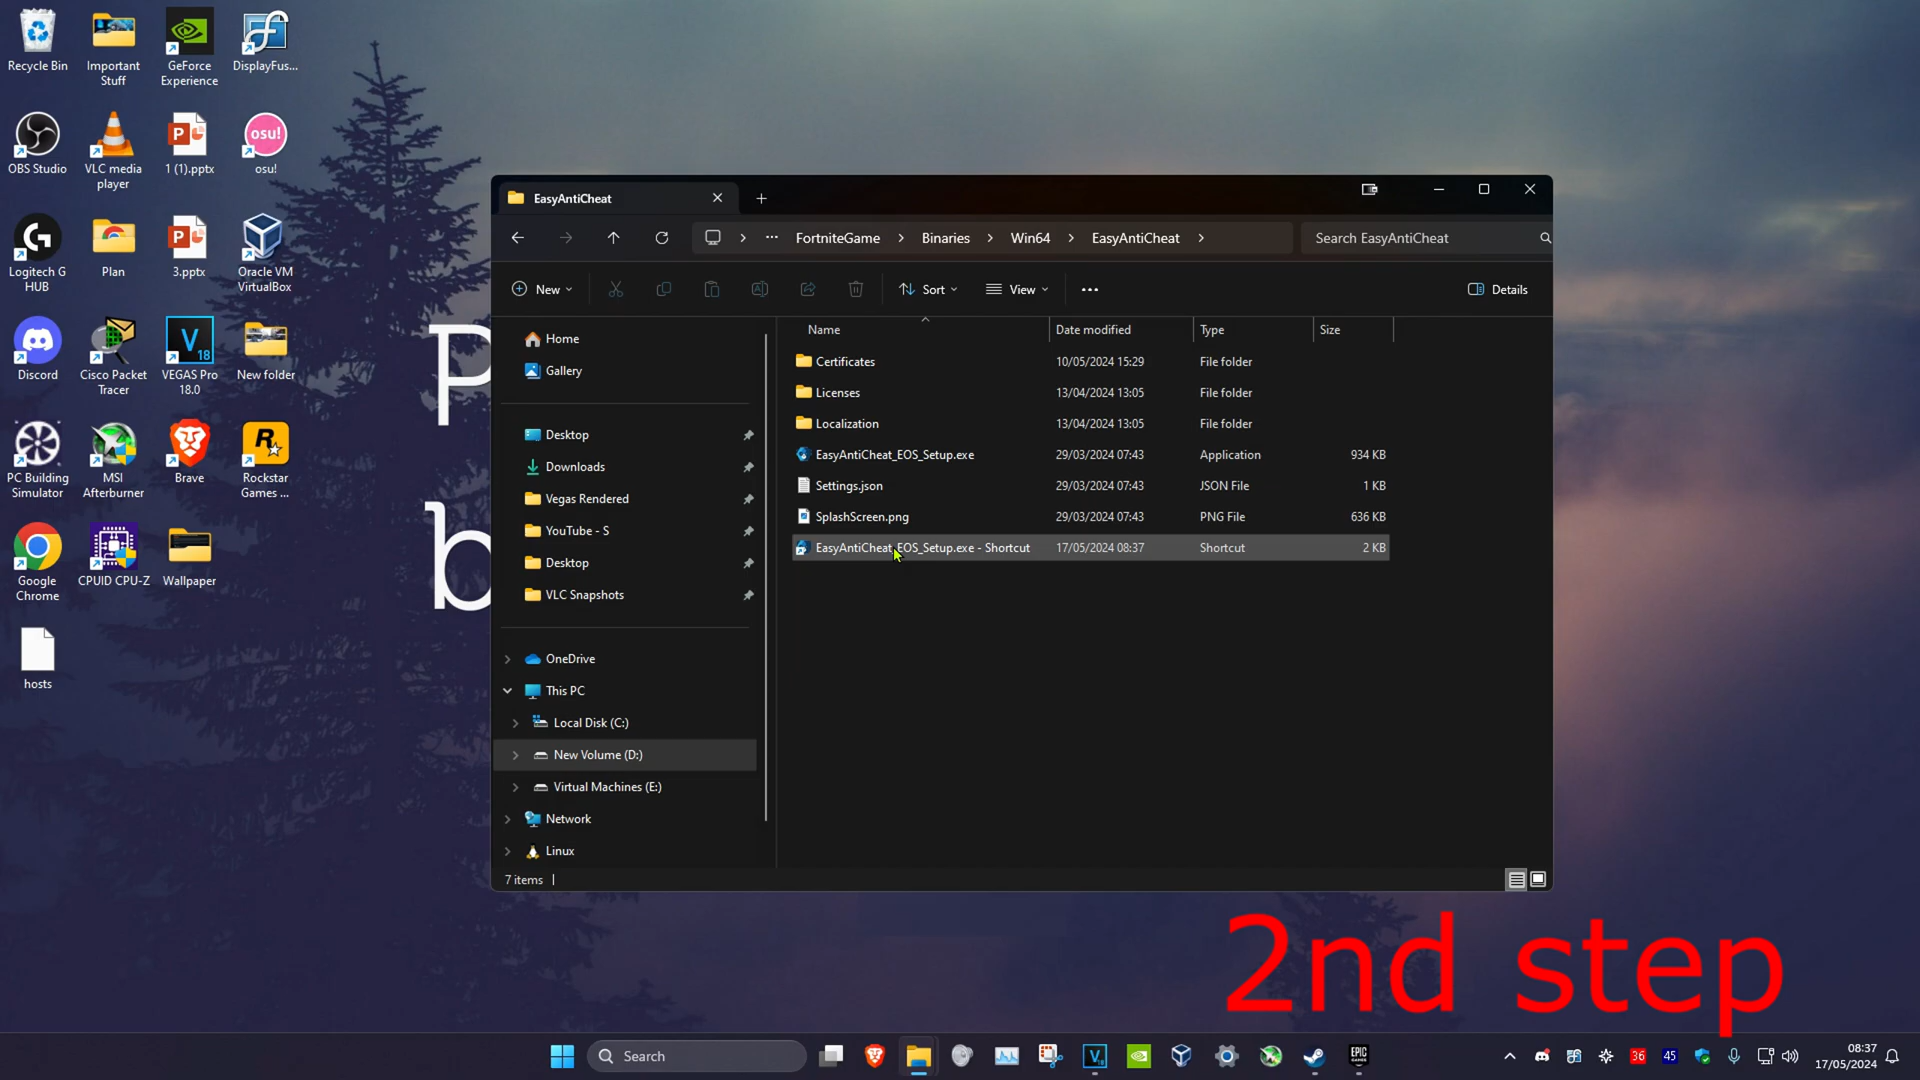 Recycle Bin
Important
Stuff
GeForce
Experience
DisplayFus...
OBS Studio
VLC media
player
1 (1).pptx
osu!
osu!
Logitech G
HUB
Plan
3.pptx
Oracle VM
VirtualBox
Discord
Cisco Packet
Tracer
V
18
VEGAS Pro
18.0
New folder
PC Building
Simulator
MSI
Afterburner
Brave
Rockstar
Games ...
Google
Chrome
CPUID CPU-Z
Wallpaper
hosts
P
b
EasyAntiCheat
FortniteGame > Binaries > Win64 > EasyAntiCheat >
Search EasyAntiCheat
New
Sort
View
Details
Home
Gallery
Desktop
Downloads
Vegas Rendered
YouTube - S
Desktop
VLC Snapshots
OneDrive
This PC
Local Disk (C:)
New Volume (D:)
Virtual Machines (E:)
Network
Linux
Name Date modified Type Size
Certificates 10/05/2024 15:29 File folder
Licenses 13/04/2024 13:05 File folder
Localization 13/04/2024 13:05 File folder
EasyAntiCheat_EOS_Setup.exe 29/03/2024 07:43 Application 934 KB
Settings.json 29/03/2024 07:43 JSON File 1 KB
SplashScreen.png 29/03/2024 07:43 PNG File 636 KB
EasyAntiCheat_EOS_Setup.exe - Shortcut 17/05/2024 08:37 Shortcut 2 KB
7 items
2nd step
Search
EPIC
36
45
08:37
17/05/2024